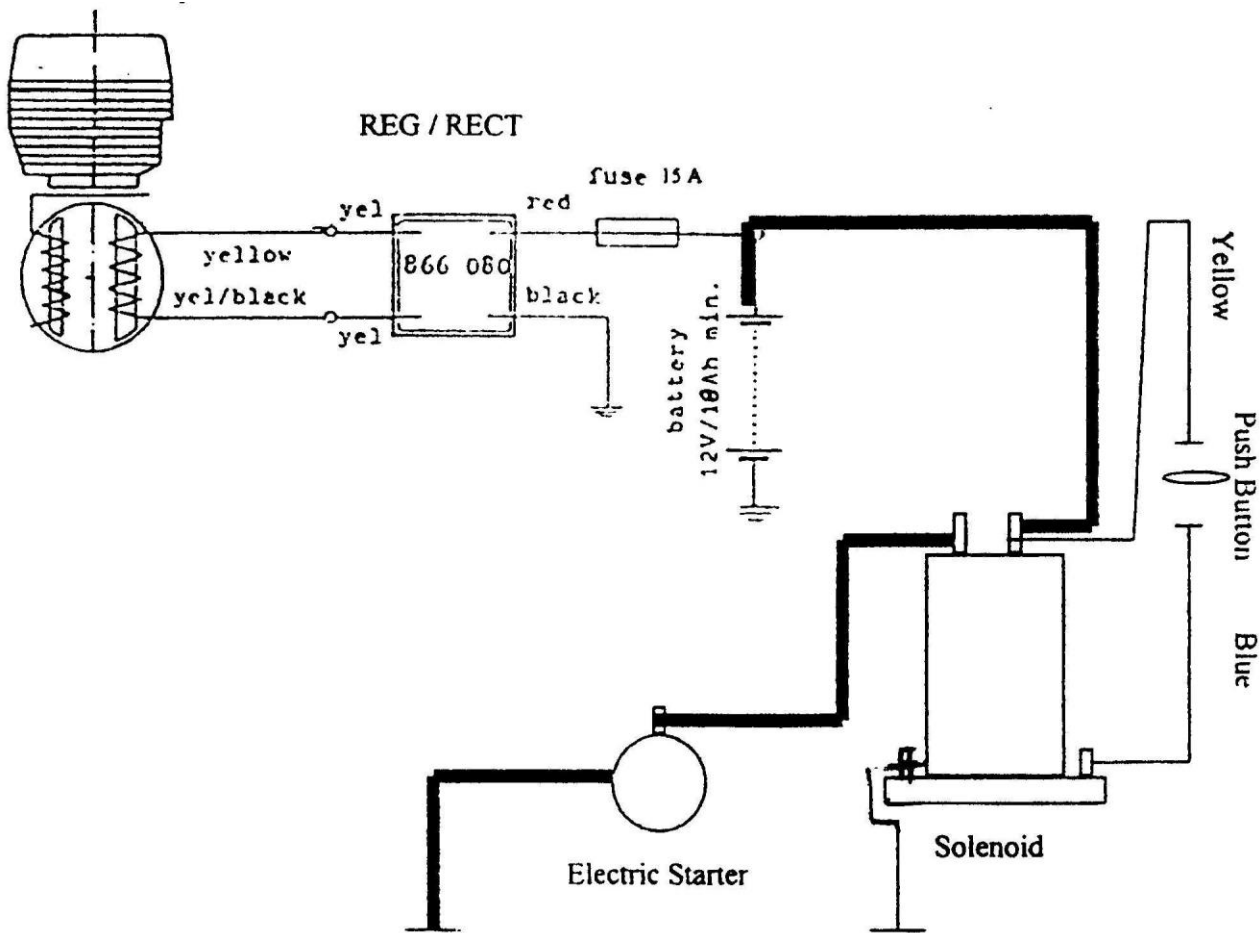 REG / RECT
fuse 15A
yel
red
yellow
866 080
yel/black
black
yel
battery
12V/18Ah min.
Yellow
Push Button
Blue
Solenoid
Electric Starter